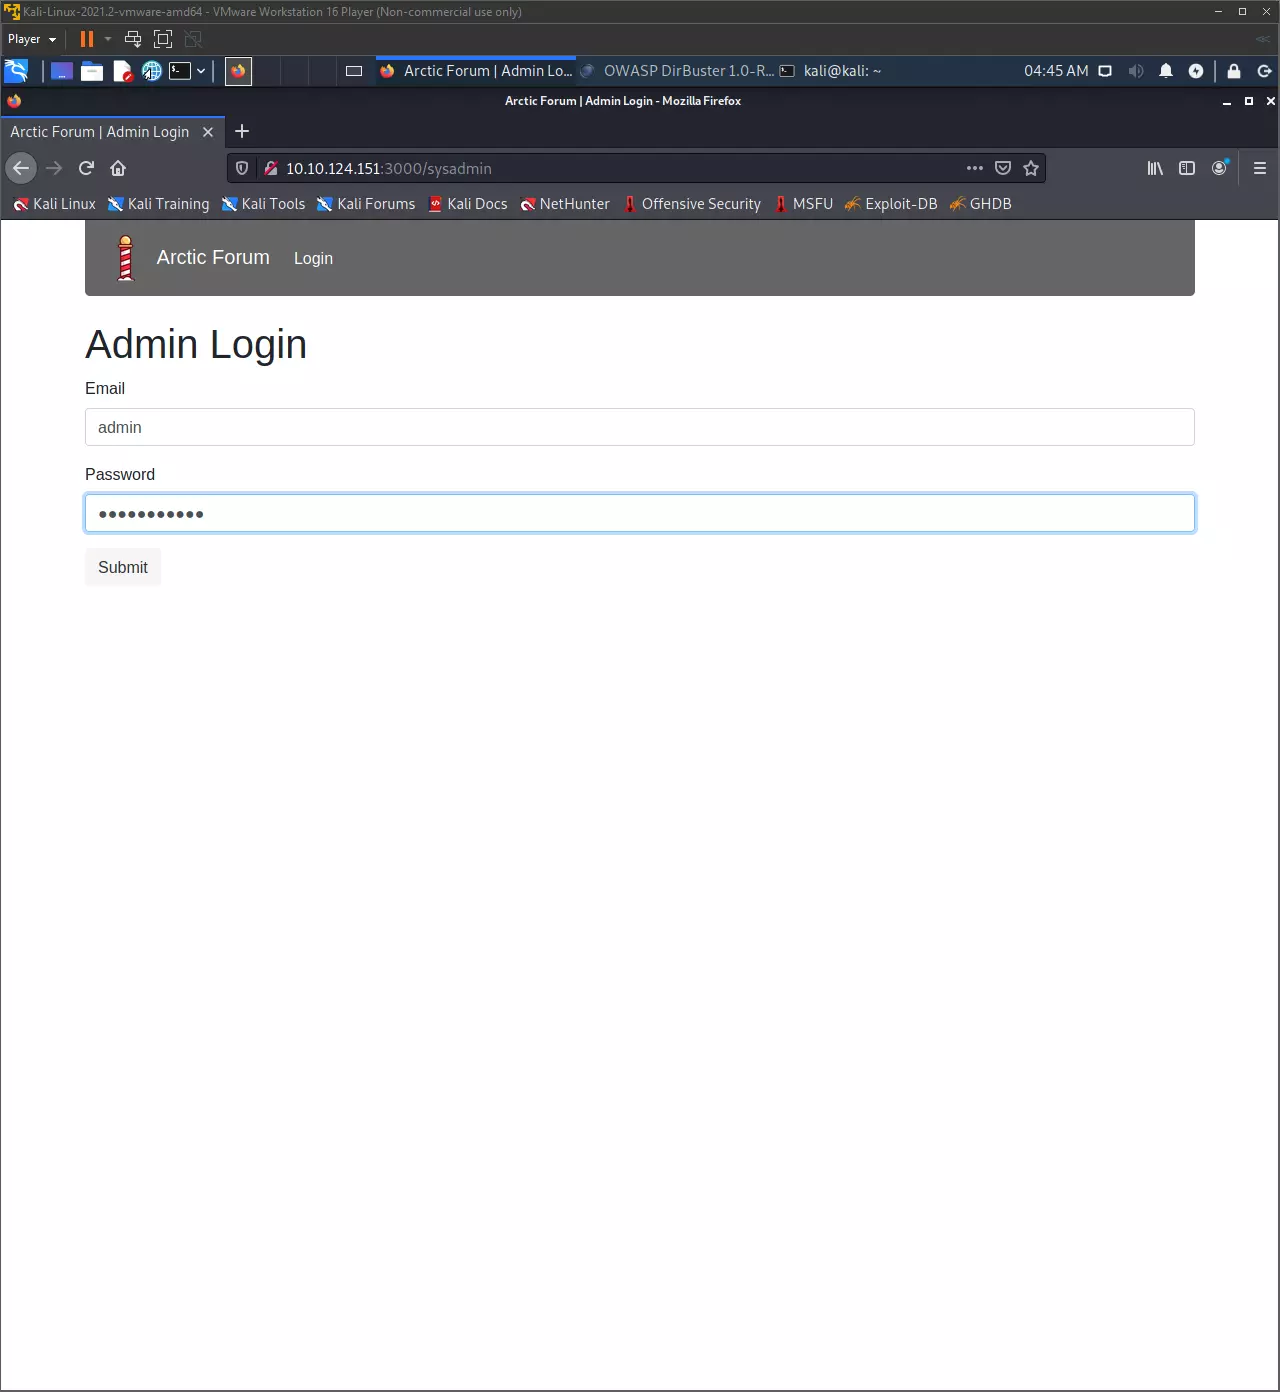 Kali-Linux-2021.2-vmware-amd64 - VMware Workstation 16 Player (Non-commercial use only)
Player
Arctic Forum | Admin Lo... OWASP DirBuster 1.0-R... kali@kali: ~ 04:45 AM
Arctic Forum | Admin Login - Mozilla Firefox
Arctic Forum | Admin Login
10.10.124.151:3000/sysadmin
Kali Linux Kali Training Kali Tools Kali Forums Kali Docs NetHunter Offensive Security MSFU Exploit-DB GHDB
Arctic Forum Login
Admin Login
Email
admin
Password
•••••••••••
Submit